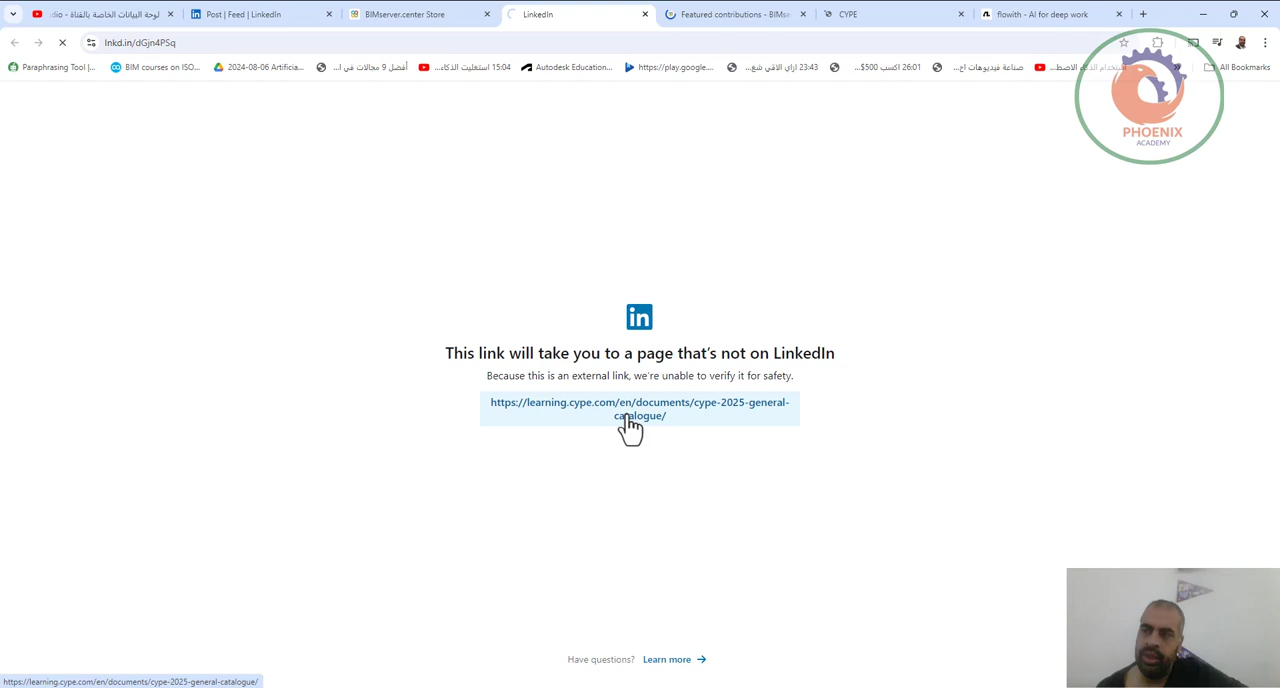 لوحة البيانات الخاصة بالقناة - dio
Post | Feed | LinkedIn
BIMserver.center Store
LinkedIn
Featured contributions - BIMse
CYPE
flowith - AI for deep work
lnkd.in/dGjn4PSq
Paraphrasing Tool |...
BIM courses on ISO...
2024-08-06 Artificia...
أفضل 9 مجالات في ا...
15:04 استغليت الذكاء...
Autodesk Education...
https://play.google....
23:43 ازاي الاقي شغ...
26:01 اكسب 500$...
صناعة فيديوهات اح...
All Bookmarks
PHOENIX
ACADEMY
This link will take you to a page that's not on LinkedIn
Because this is an external link, we're unable to verify it for safety.
https://learning.cype.com/en/documents/cype-2025-general-
catalogue/
Have questions? Learn more
https://learning.cype.com/en/documents/cype-2025-general-catalogue/